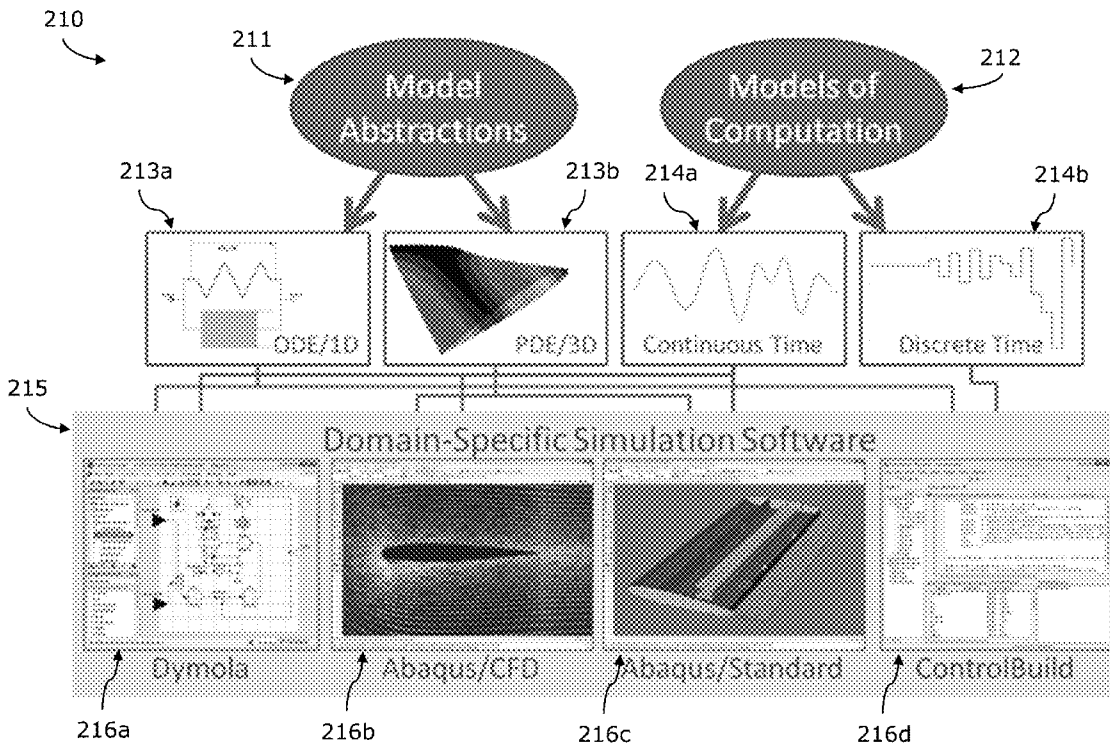 210
211
Model
Abstractions
Models of
Computation
212
213a
213b
214a
214b
ODE/1D
PDE/3D
Continuous Time
Discrete Time
215
Domain-Specific Simulation Software
Dymola
Abaqus/CFD
Abaqus/Standard
ControlBuild
216a
216b
216c
216d